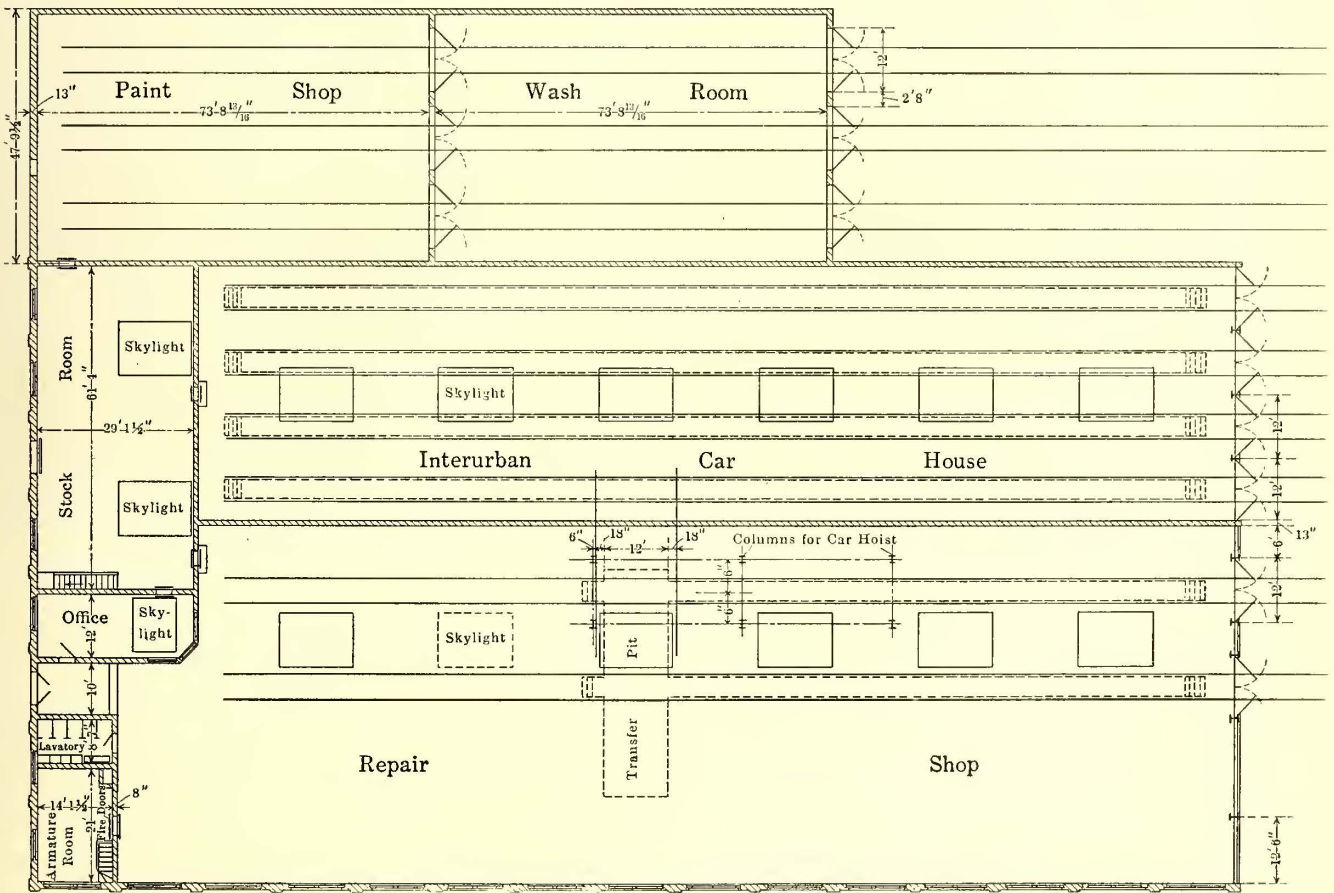 Paint Shop
Wash Room
13"
73'8 13/16"
73'8 13/16"
12'
2'8"
47'-9½"
Stock Room
61'-4"
29'1½"
Skylight
Skylight
Skylight
Interurban Car House
12'
12'
13"
6'
12'
6"
18"
12'
18"
Columns for Car Hoist
6"
6"
Office
Sky-
light
12'
10'
Skylight
Pit
Transfer
Lavatory
Repair Shop
14'1½"
8"
21'
Fire Doors
Armature
Room
12'-6"